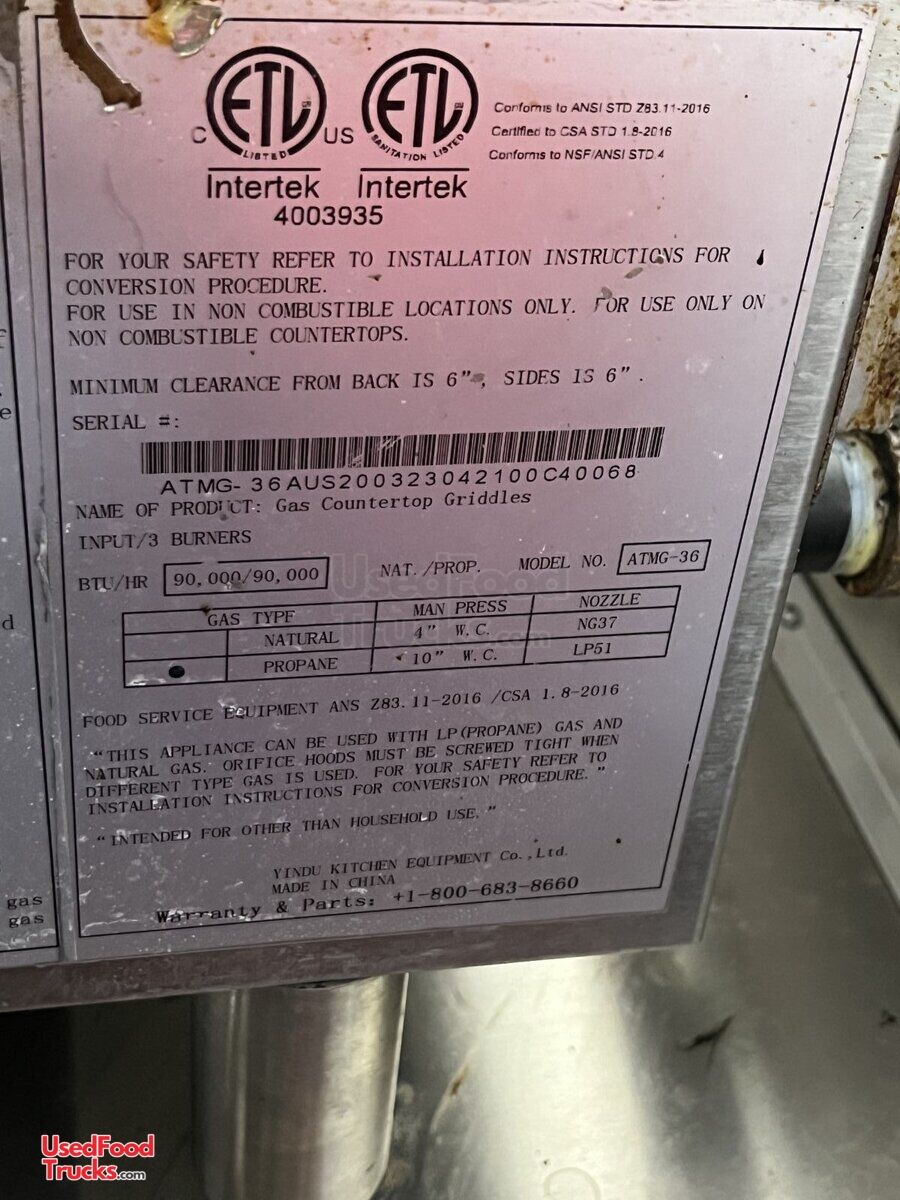 ETL
C US
LISTED
Intertek
ETL
SANITATION LISTED
Intertek
4003935
Conforms to ANSI STD Z83.11-2016
Certified to CSA STD 1.8-2016
Conforms to NSF/ANSI STD.4
FOR YOUR SAFETY REFER TO INSTALLATION INSTRUCTIONS FOR
CONVERSION PROCEDURE.
FOR USE IN NON COMBUSTIBLE LOCATIONS ONLY. FOR USE ONLY ON
NON COMBUSTIBLE COUNTERTOPS.
MINIMUM CLEARANCE FROM BACK IS 6", SIDES IS 6".
SERIAL #:
ATMG-36AUS200323042100C40068
NAME OF PRODUCT: Gas Countertop Griddles
INPUT/3 BURNERS
BTU/HR 90,000/90,000 NAT./PROP. MODEL NO. ATMG-36
GAS TYPE MAN PRESS NOZZLE
NATURAL 4" W.C. NG37
PROPANE 10" W.C. LP51
FOOD SERVICE EQUIPMENT ANS Z83.11-2016 /CSA 1.8-2016
"THIS APPLIANCE CAN BE USED WITH LP(PROPANE) GAS AND
NATURAL GAS. ORIFICE HOODS MUST BE SCREWED TIGHT WHEN
DIFFERENT TYPE GAS IS USED. FOR YOUR SAFETY REFER TO
INSTALLATION INSTRUCTIONS FOR CONVERSION PROCEDURE."
"INTENDED FOR OTHER THAN HOUSEHOLD USE."
YINDU KITCHEN EQUIPMENT Co.,Ltd.
MADE IN CHINA
Warranty & Parts: +1-800-683-8660
gas
gas
UsedFood
Trucks.com
UsedFood
Trucks.com